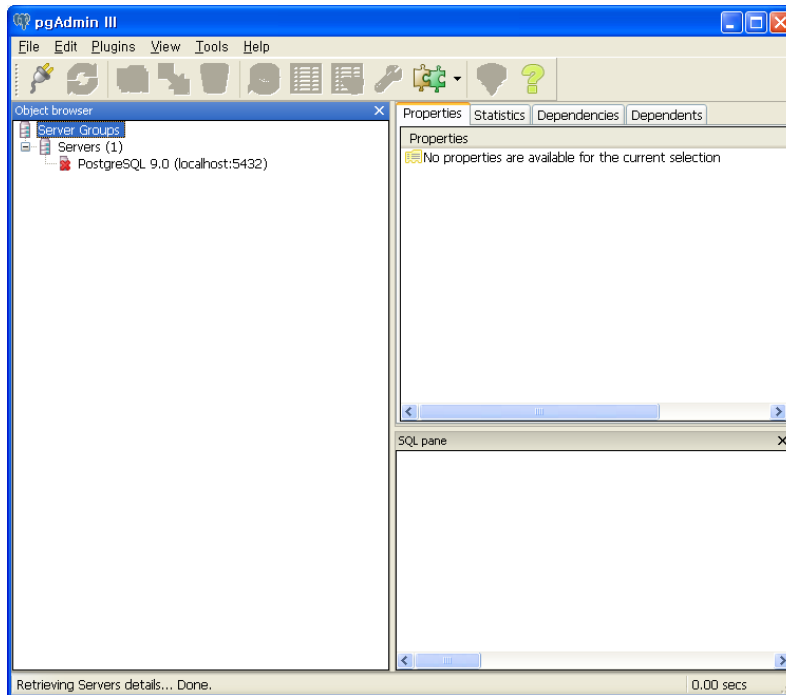 pgAdmin III
File Edit Plugins View Tools Help
Object browser
Server Groups
Servers (1)
PostgreSQL 9.0 (localhost:5432)
Properties Statistics Dependencies Dependents
Properties
No properties are available for the current selection
SQL pane
Retrieving Servers details... Done.
0.00 secs